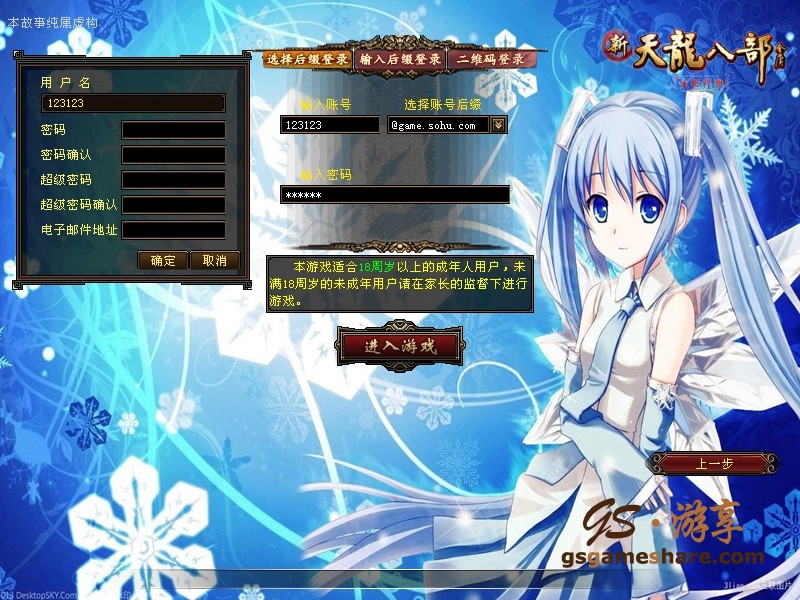 本故事纯属虚构
用户名
123123
密码
密码确认
超级密码
超级密码确认
电子邮件地址
确定 取消
选择后缀登录 输入后缀登录 二维码登录
输入账号 选择账号后缀
123123 @game.sohu.com
输入密码
******
本游戏适合18周岁以上的成年人用户，未
满18周岁的未成年用户请在家长的监督下进行
游戏。
进入游戏
新天龍八部
上一步
GS·游享
gsgameshare.com
013 DesktopSKY.Com